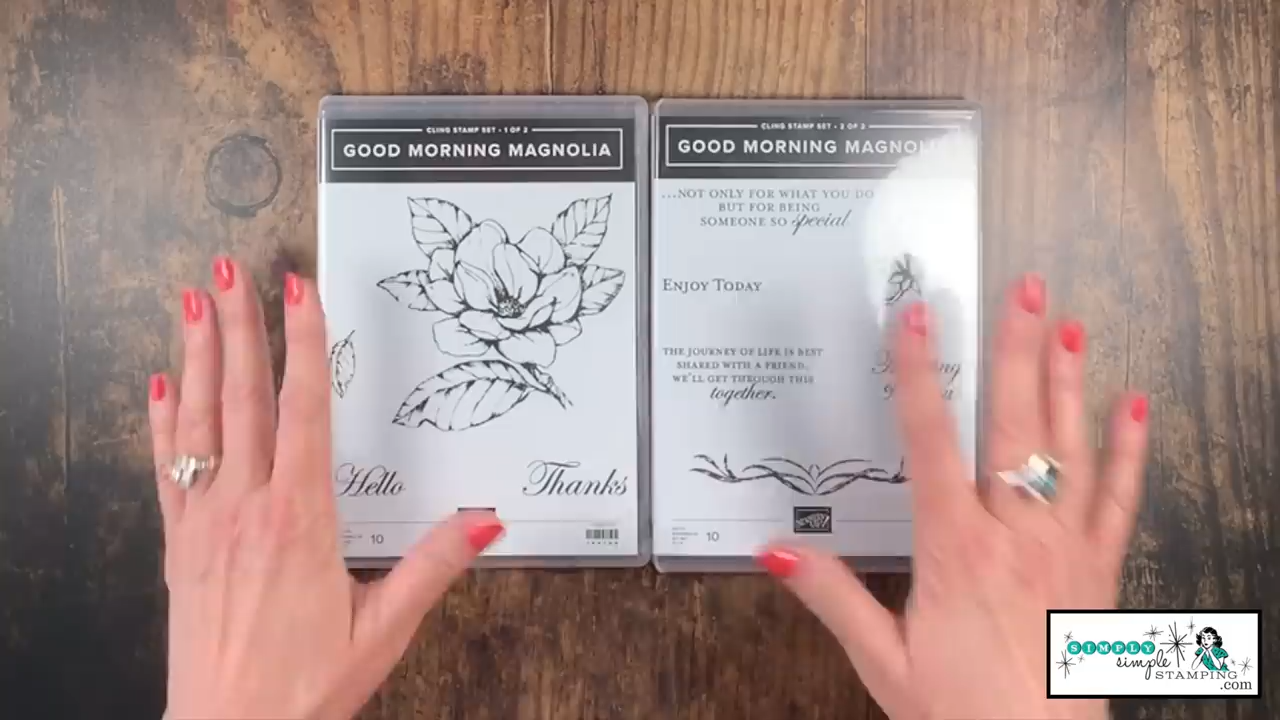 CLING STAMP SET • 1 OF 2
GOOD MORNING MAGNOLIA
Hello
Thanks
10
CLING STAMP SET • 2 OF 2
GOOD MORNING
...NOT ONLY FOR WHAT YOU DO
BUT FOR BEING
SOMEONE SO special.
ENJOY TODAY
THE JOURNEY OF LIFE IS BEST
SHARED WITH A FRIEND,
WE'LL GET THROUGH THIS
together.
STAMPIN' UP!
10
SIMPLY
simple
STAMPING
.com